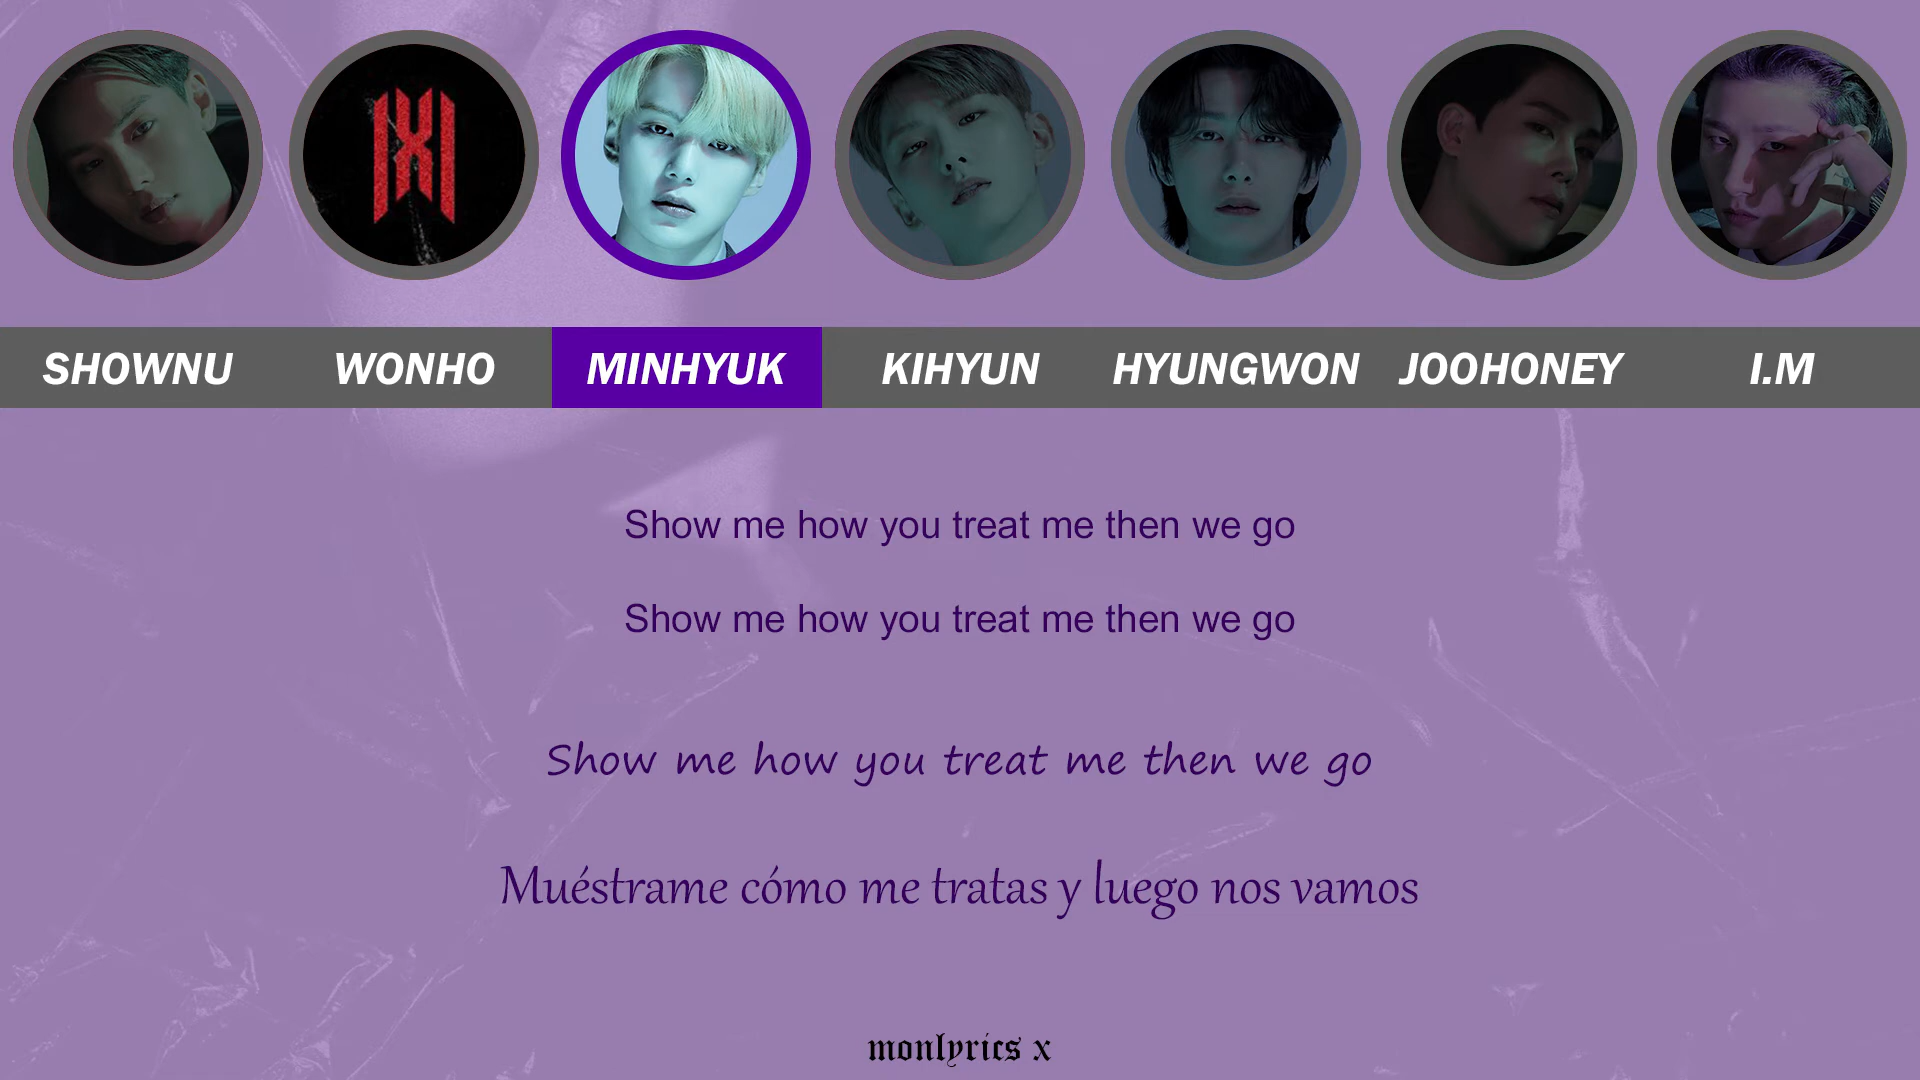 SHOWNU WONHO MINHYUK KIHYUN HYUNGWON JOOHONEY I.M
Show me how you treat me then we go
Show me how you treat me then we go
Show me how you treat me then we go
Muéstrame cómo me tratas y luego nos vamos
monlyrics x